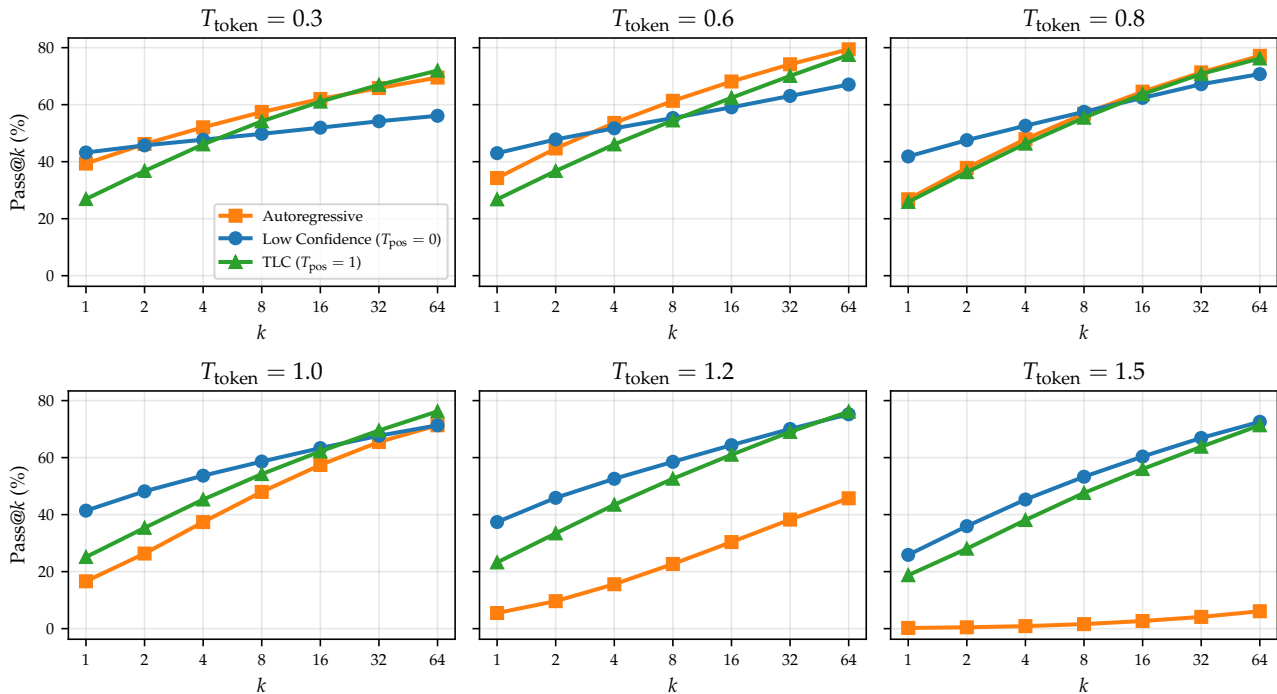 T_token = 0.3
T_token = 0.6
T_token = 0.8
80
60
40
20
0
Pass@k (%)
Autoregressive
Low Confidence (T_pos = 0)
TLC (T_pos = 1)
1 2 4 8 16 32 64
1 2 4 8 16 32 64
1 2 4 8 16 32 64
k
k
k
T_token = 1.0
T_token = 1.2
T_token = 1.5
80
60
40
20
0
Pass@k (%)
1 2 4 8 16 32 64
1 2 4 8 16 32 64
1 2 4 8 16 32 64
k
k
k